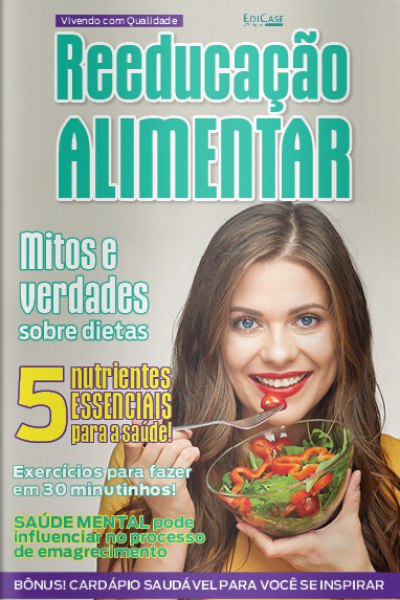 Vivendo com Qualidade
EDICASE
Reeducação
ALIMENTAR
Mitos e
verdades
sobre dietas
5 nutrientes
ESSENCIAIS
para a saúde!
Exercícios para fazer
em 30 minutinhos!
SAÚDE MENTAL pode
influenciar no processo
de emagrecimento
BÔNUS! CARDÁPIO SAUDÁVEL PARA VOCÊ SE INSPIRAR